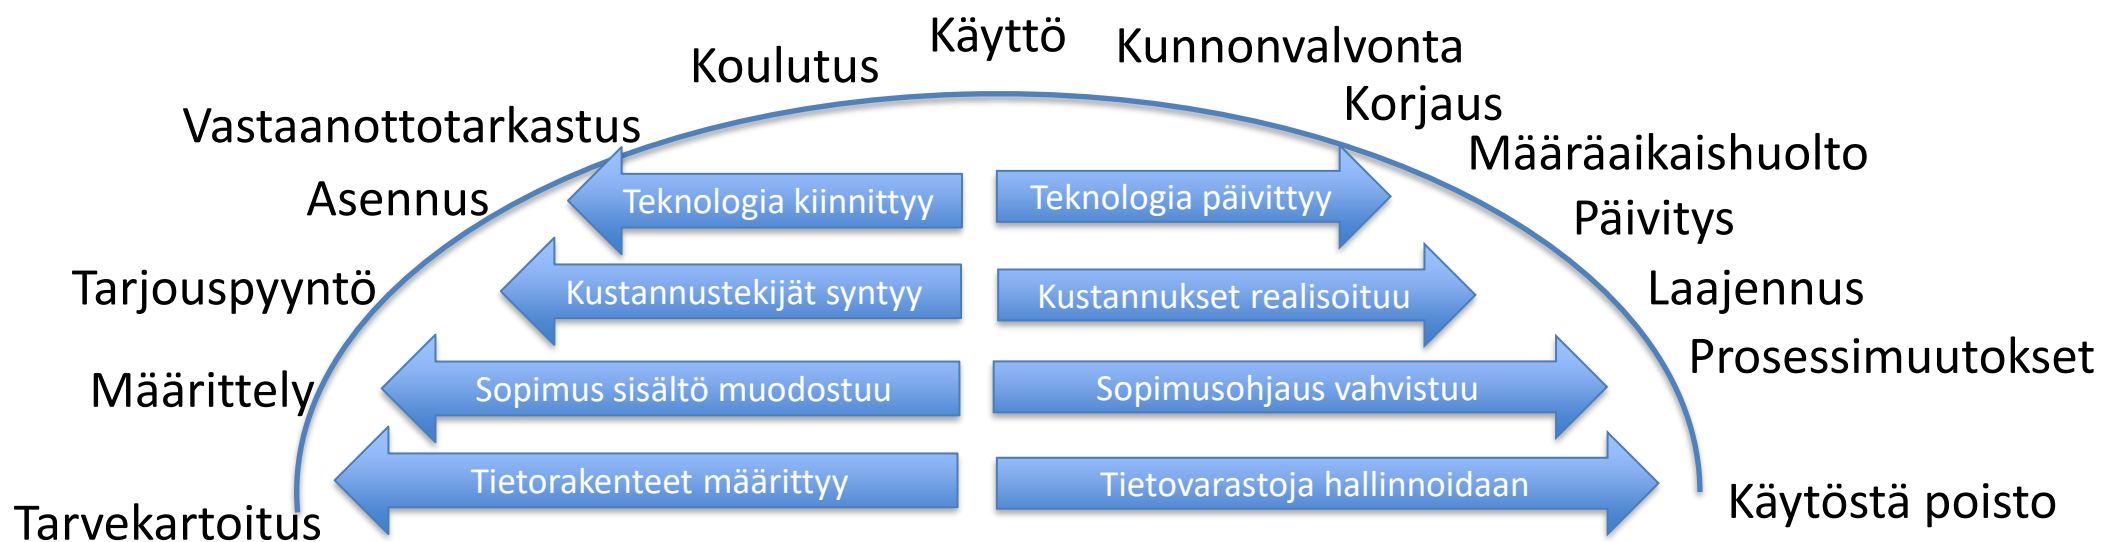 Käyttö
Kunnonvalvonta
Koulutus
Korjaus
Vastaanottotarkastus
Määräaikaishuolto
Asennus
Teknologia kiinnittyy
Teknologia päivittyy
Päivitys
Tarjouspyyntö
Kustannustekijät syntyy
Kustannukset realisoituu
Laajennus
Määrittely
Sopimus sisältö muodostuu
Sopimusohjaus vahvistuu
Prosessimuutokset
Tarvekartoitus
Tietorakenteet määrittyy
Tietovarastoja hallinnoidaan
Käytöstä poisto